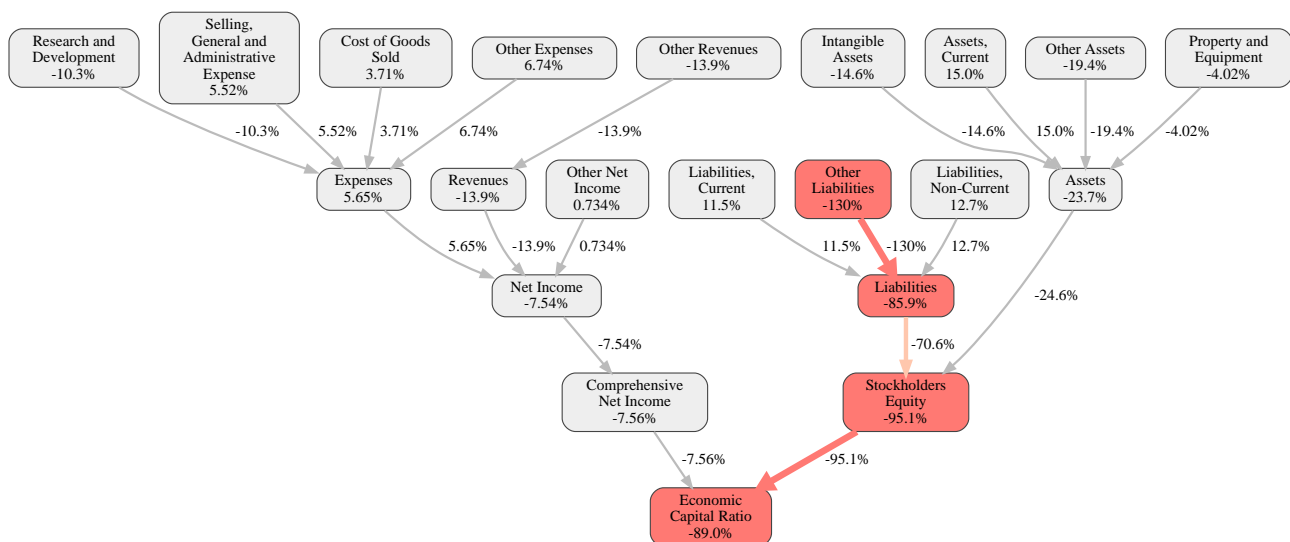 Research and
Development
-10.3%
Selling,
General and
Administrative
Expense
5.52%
Cost of Goods
Sold
3.71%
Other Expenses
6.74%
Other Revenues
-13.9%
Intangible
Assets
-14.6%
Assets,
Current
15.0%
Other Assets
-19.4%
Property and
Equipment
-4.02%
-10.3%
5.52%
3.71%
6.74%
-13.9%
-14.6%
15.0%
-19.4%
-4.02%
Expenses
5.65%
Revenues
-13.9%
Other Net
Income
0.734%
Liabilities,
Current
11.5%
Other
Liabilities
-130%
Liabilities,
Non-Current
12.7%
Assets
-23.7%
5.65%
-13.9%
0.734%
11.5%
-130%
12.7%
Net Income
-7.54%
Liabilities
-85.9%
-24.6%
-7.54%
-70.6%
Comprehensive
Net Income
-7.56%
Stockholders
Equity
-95.1%
-7.56%
-95.1%
Economic
Capital Ratio
-89.0%